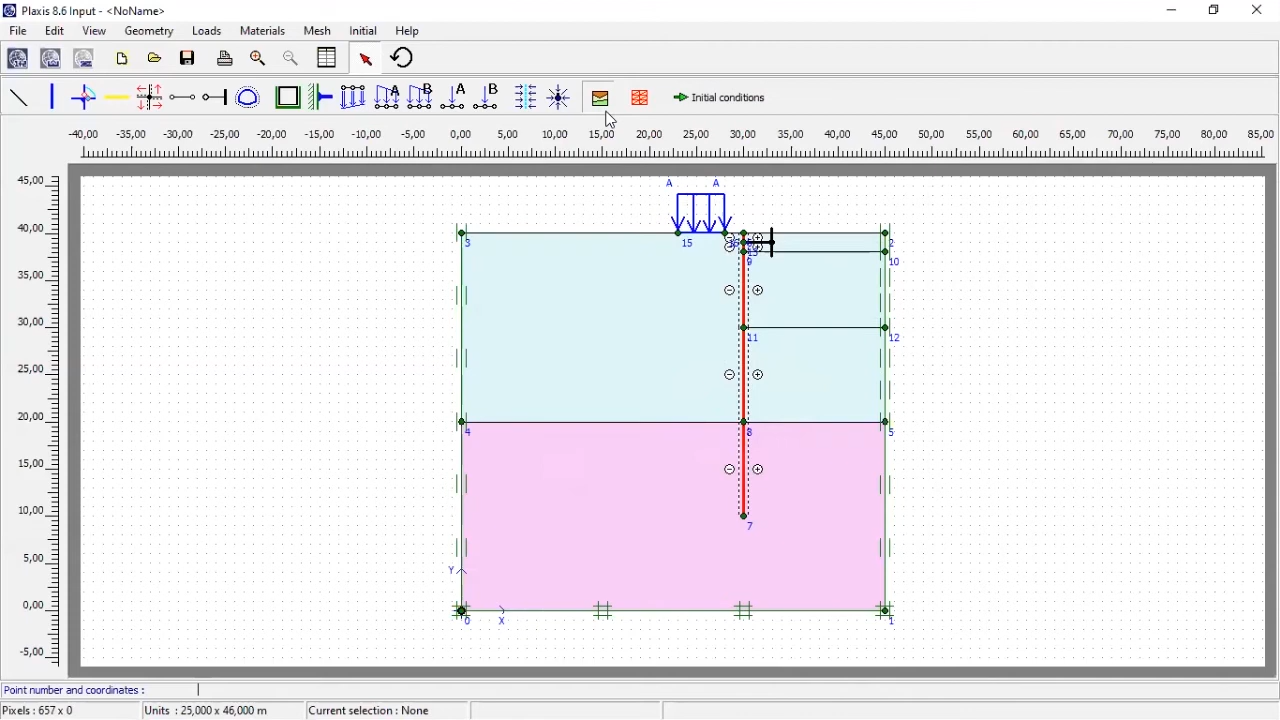 Plaxis 8.6 Input - <NoName>
File Edit View Geometry Loads Materials Mesh Initial Help
A B A B Initial conditions
-40,00 -35,00 -30,00 -25,00 -20,00 -15,00 -10,00 -5,00 0,00 5,00 10,00 15,00 20,00 25,00 30,00 35,00 40,00 45,00 50,00 55,00 60,00 65,00 70,00 75,00 80,00 85,00
45,00
A A
40,00
3 15 2
9 10
35,00
30,00
11 12
25,00
20,00
4 8 5
15,00
10,00
7
5,00
Y
0,00
0 X 1
-5,00
Point number and coordinates :
Pixels : 657 x 0 Units : 25,000 x 46,000 m Current selection : None